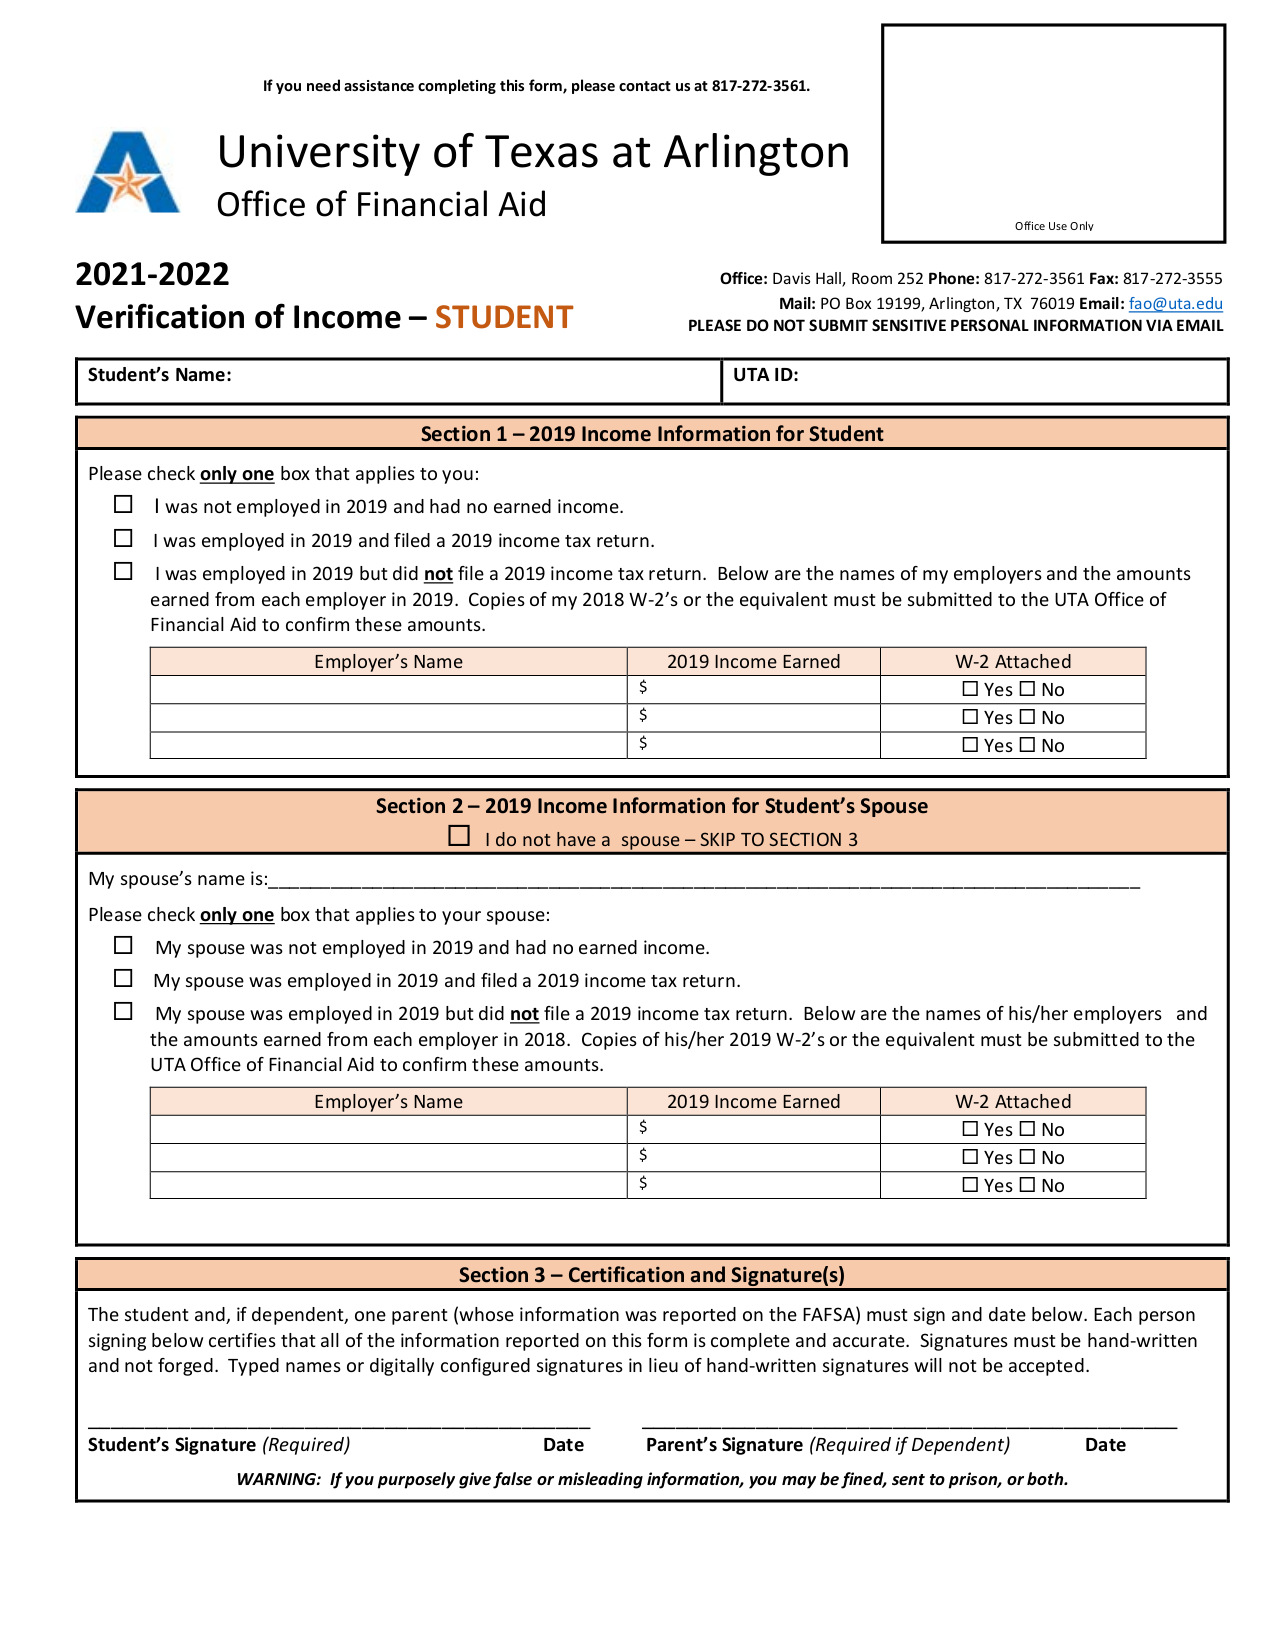 If you need assistance completing this form, please contact us at 817-272-3561.
University of Texas at Arlington
Office of Financial Aid
Office Use Only
2021-2022
Verification of Income – STUDENT
Office: Davis Hall, Room 252 Phone: 817-272-3561 Fax: 817-272-3555
Mail: PO Box 19199, Arlington, TX 76019 Email: fao@uta.edu
PLEASE DO NOT SUBMIT SENSITIVE PERSONAL INFORMATION VIA EMAIL
Student’s Name: UTA ID:
Section 1 – 2019 Income Information for Student
Please check only one box that applies to you:
☐ I was not employed in 2019 and had no earned income.
☐ I was employed in 2019 and filed a 2019 income tax return.
☐ I was employed in 2019 but did not file a 2019 income tax return. Below are the names of my employers and the amounts
earned from each employer in 2019. Copies of my 2018 W-2’s or the equivalent must be submitted to the UTA Office of
Financial Aid to confirm these amounts.
Employer’s Name 2019 Income Earned W-2 Attached
$ ☐ Yes ☐ No
$ ☐ Yes ☐ No
$ ☐ Yes ☐ No
Section 2 – 2019 Income Information for Student’s Spouse
☐ I do not have a spouse – SKIP TO SECTION 3
My spouse’s name is:______________________________________________________________________________________
Please check only one box that applies to your spouse:
☐ My spouse was not employed in 2019 and had no earned income.
☐ My spouse was employed in 2019 and filed a 2019 income tax return.
☐ My spouse was employed in 2019 but did not file a 2019 income tax return. Below are the names of his/her employers and
the amounts earned from each employer in 2018. Copies of his/her 2019 W-2’s or the equivalent must be submitted to the
UTA Office of Financial Aid to confirm these amounts.
Employer’s Name 2019 Income Earned W-2 Attached
$ ☐ Yes ☐ No
$ ☐ Yes ☐ No
$ ☐ Yes ☐ No
Section 3 – Certification and Signature(s)
The student and, if dependent, one parent (whose information was reported on the FAFSA) must sign and date below. Each person
signing below certifies that all of the information reported on this form is complete and accurate. Signatures must be hand-written
and not forged. Typed names or digitally configured signatures in lieu of hand-written signatures will not be accepted.
Student’s Signature (Required) Date Parent’s Signature (Required if Dependent) Date
WARNING: If you purposely give false or misleading information, you may be fined, sent to prison, or both.